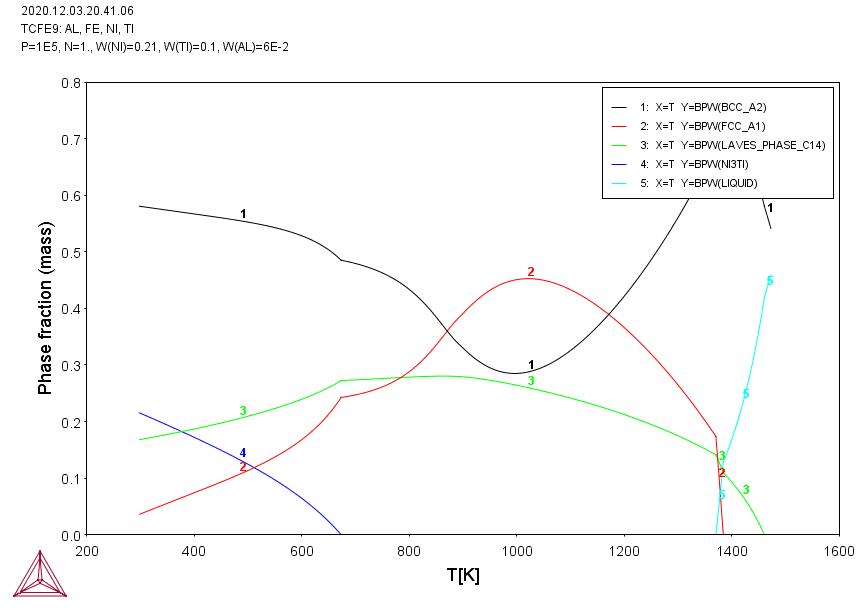 2020.12.03.20.41.06
TCFE9: AL, FE, NI, TI
P=1E5, N=1., W(NI)=0.21, W(TI)=0.1, W(AL)=6E-2
1: X=T Y=BPW(BCC_A2)
2: X=T Y=BPW(FCC_A1)
3: X=T Y=BPW(LAVES_PHASE_C14)
4: X=T Y=BPW(NI3TI)
5: X=T Y=BPW(LIQUID)
Phase fraction (mass)
0.8
0.7
0.6
0.5
0.4
0.3
0.2
0.1
0.0
1
2
1
5
1
3
5
3
4
2
3
2
3
5
200 400 600 800 1000 1200 1400 1600
T[K]